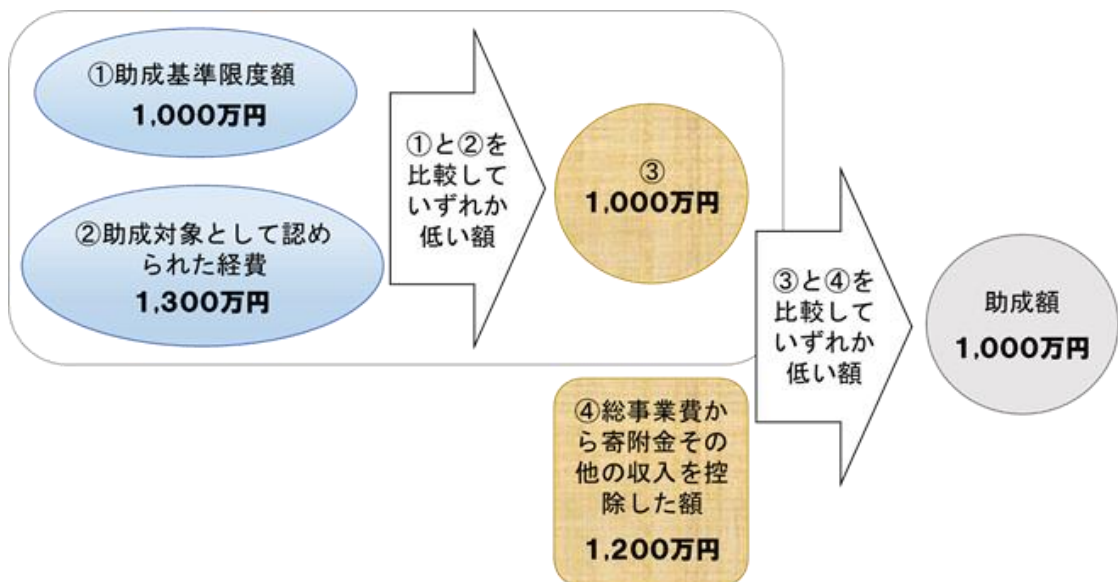 ①助成基準限度額
1,000万円
②助成対象として認め
られた経費
1,300万円
①と②を
比較して
いずれか
低い額
③
1,000万円
④総事業費か
ら寄附金その
他の収入を控
除した額
1,200万円
③と④を
比較して
いずれか
低い額
助成額
1,000万円